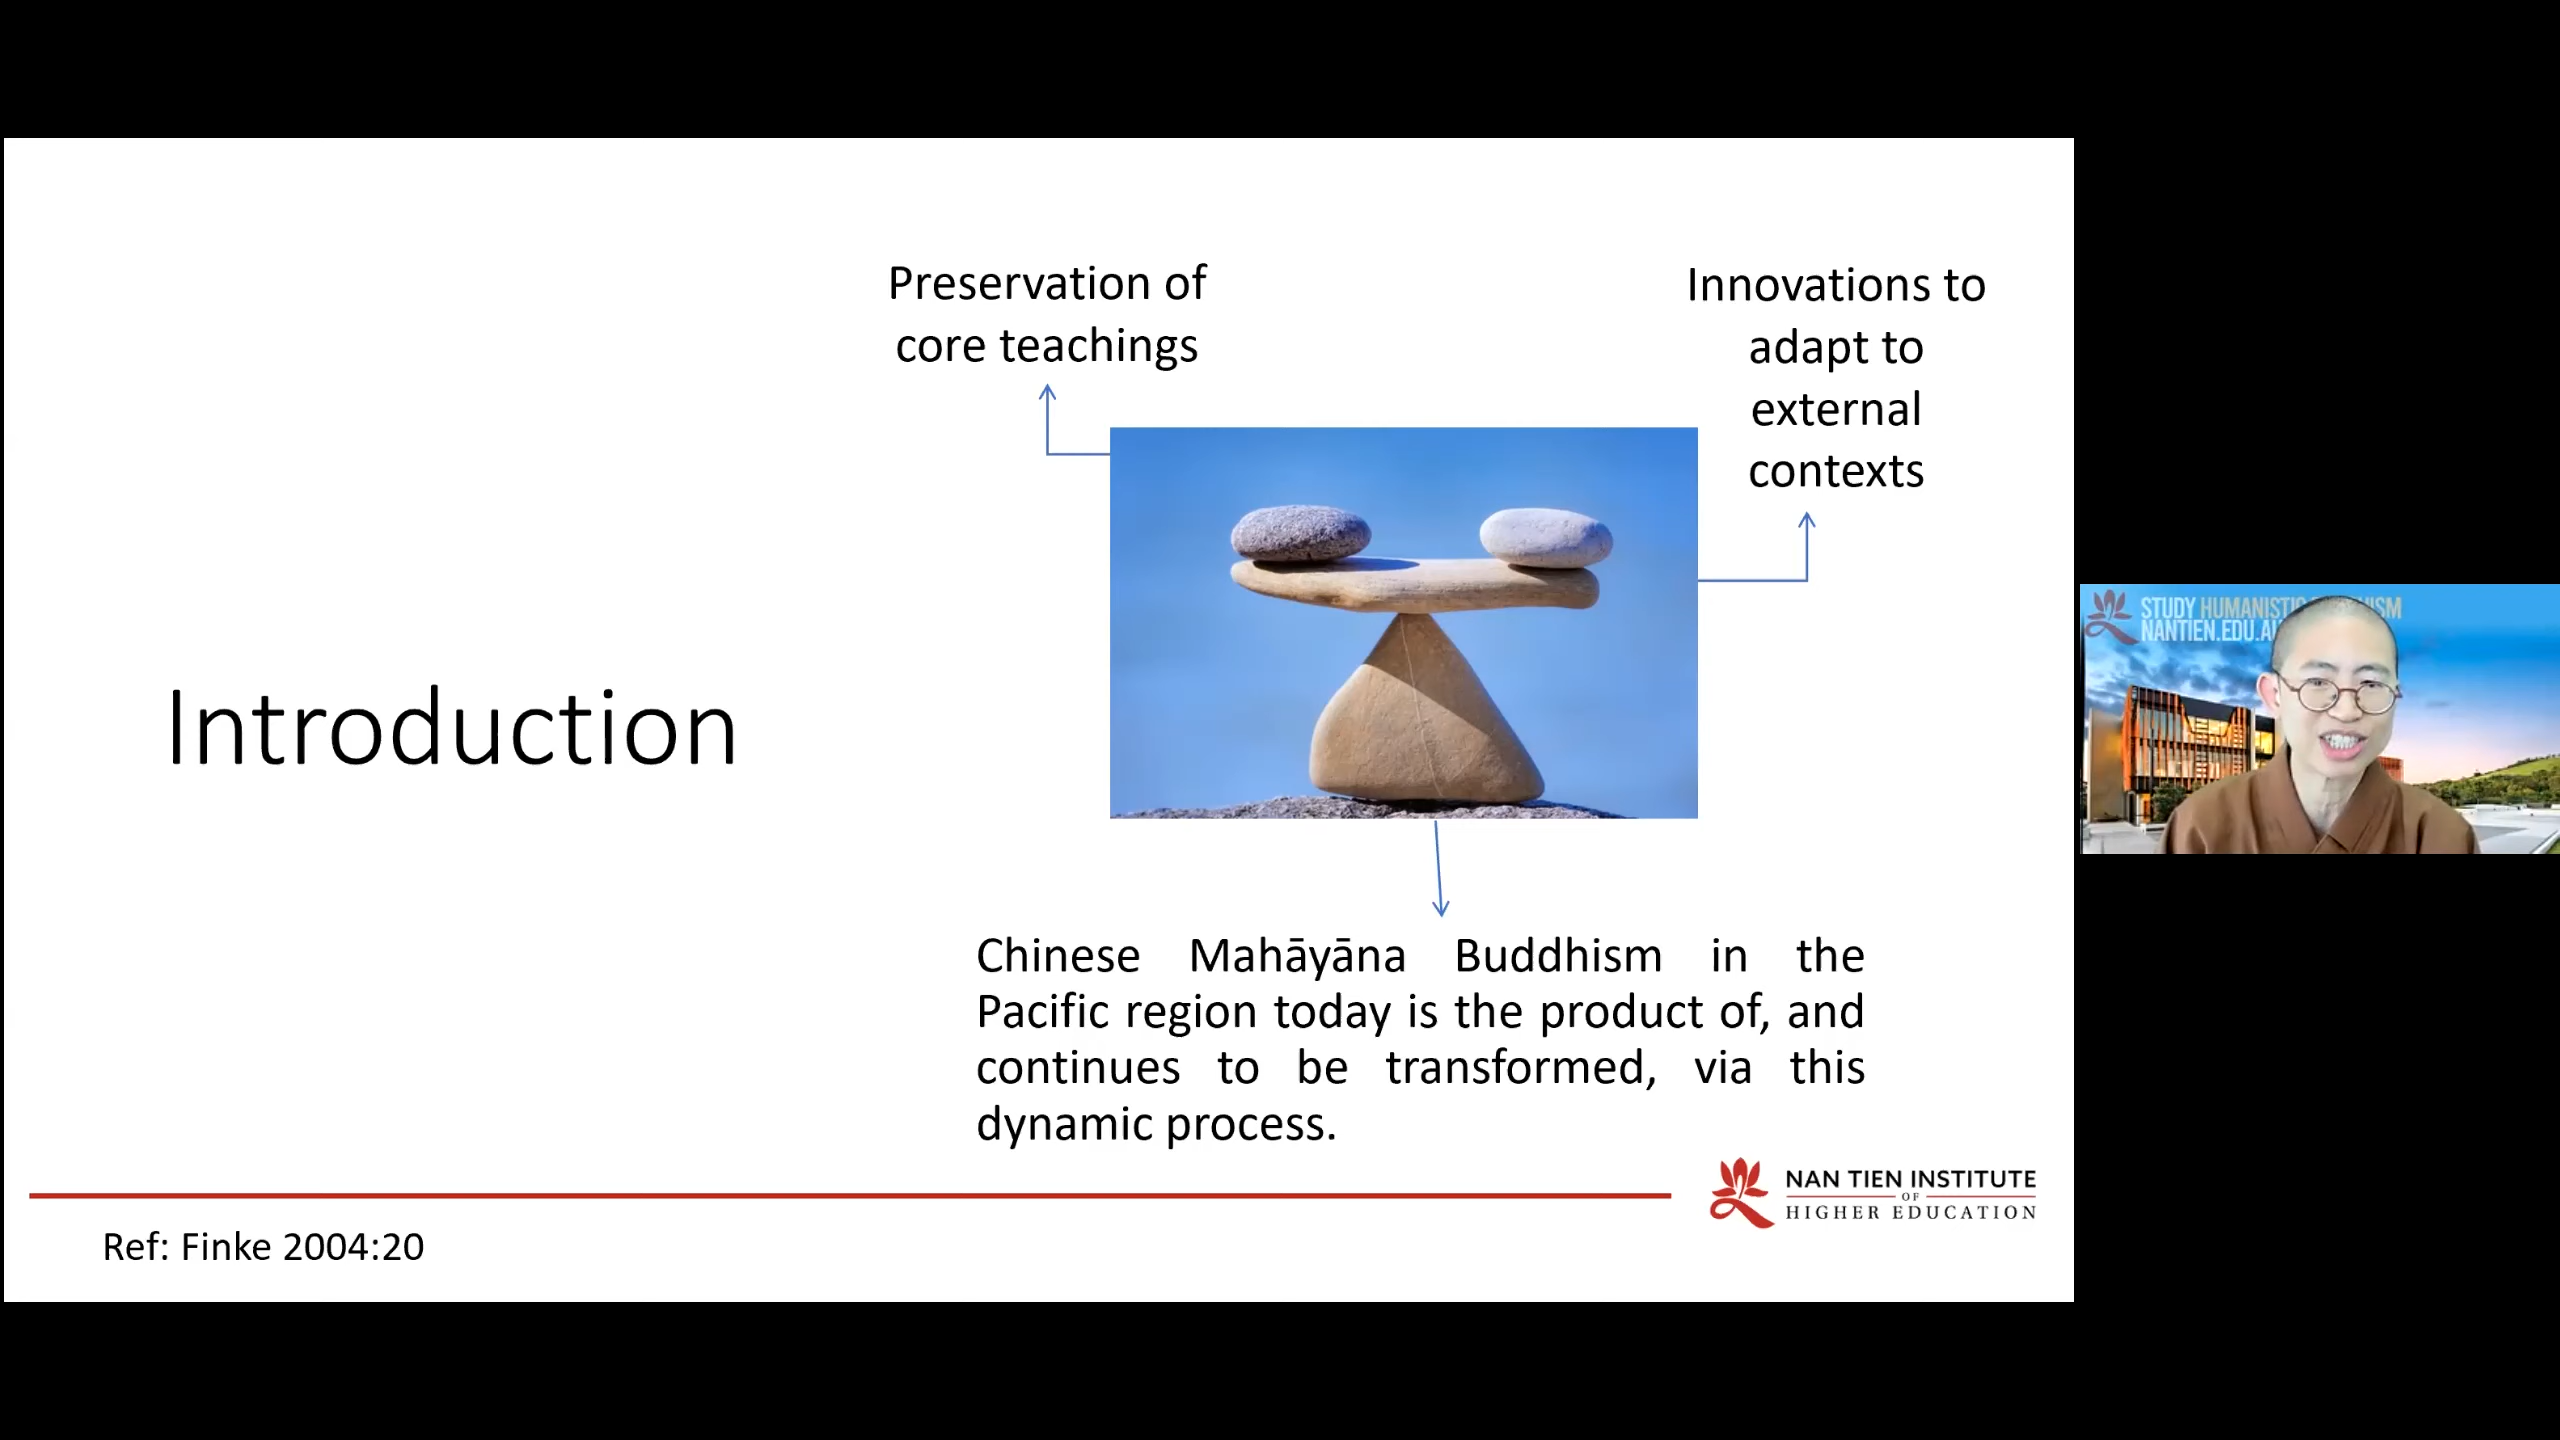 Preservation of
core teachings
Innovations to
adapt to
external
contexts
Introduction
Chinese Mahāyāna Buddhism in the
Pacific region today is the product of, and
continues to be transformed, via this
dynamic process.
NAN TIEN INSTITUTE
OF
HIGHER EDUCATION
Ref: Finke 2004:20
STUDY
NANTIEN.EDU.AU